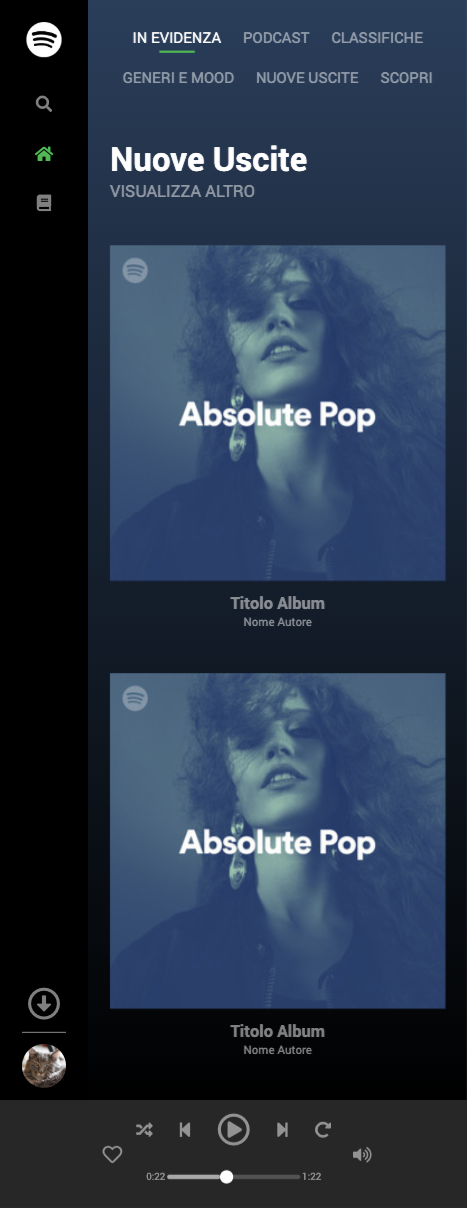 IN EVIDENZA PODCAST CLASSIFICHE
GENERI E MOOD NUOVE USCITE SCOPRI
Nuove Uscite
VISUALIZZA ALTRO
Absolute Pop
Titolo Album
Nome Autore
Absolute Pop
Titolo Album
Nome Autore
0:22 1:22